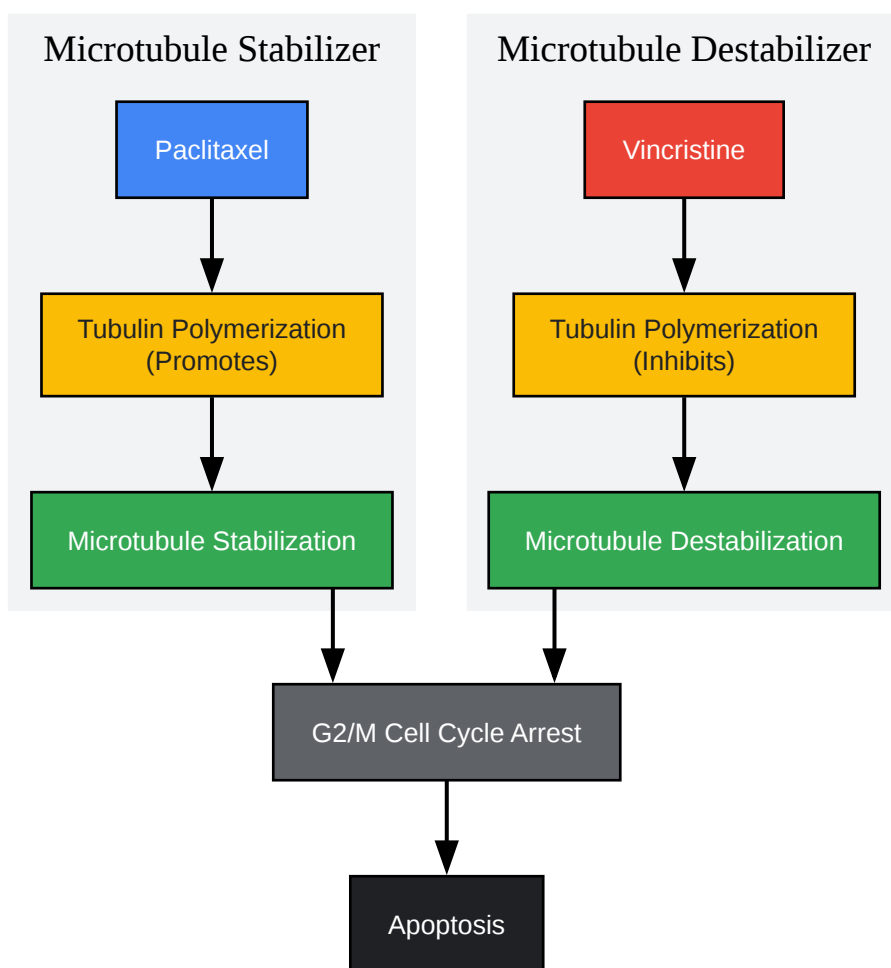 Microtubule Stabilizer
Paclitaxel
Tubulin Polymerization
(Promotes)
Microtubule Stabilization
Microtubule Destabilizer
Vincristine
Tubulin Polymerization
(Inhibits)
Microtubule Destabilization
G2/M Cell Cycle Arrest
Apoptosis